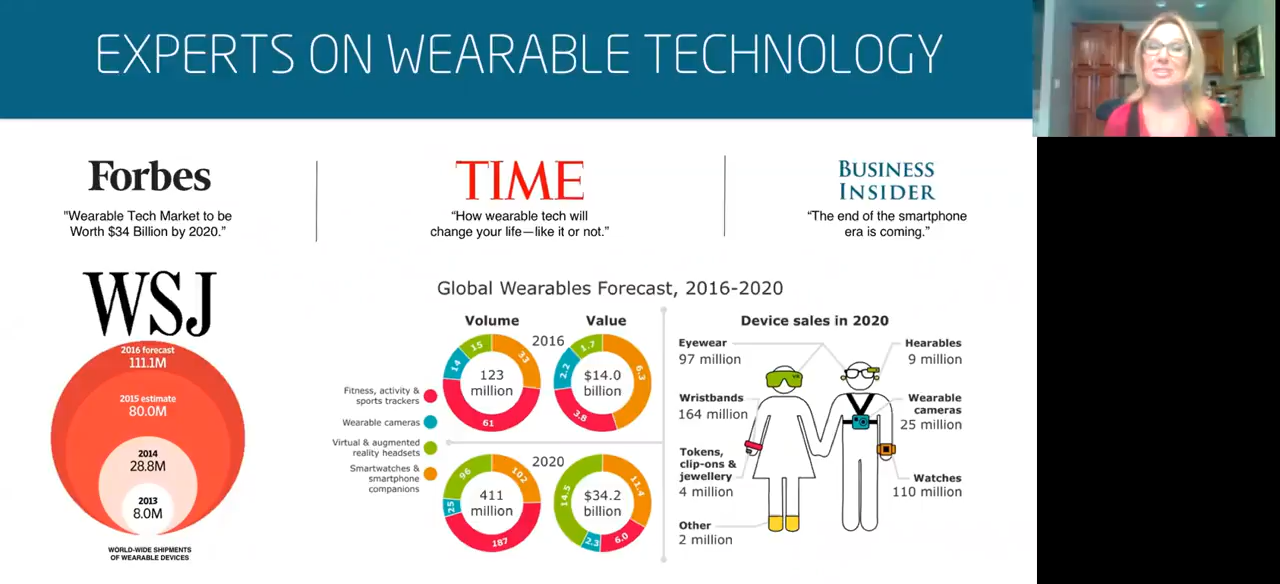 EXPERTS ON WEARABLE TECHNOLOGY
Forbes
"Wearable Tech Market to be
Worth $34 Billion by 2020.”
TIME
“How wearable tech will
change your life—like it or not.”
BUSINESS
INSIDER
“The end of the smartphone
era is coming.”
WSJ
2016 forecast
111.1M
2015 estimate
80.0M
2014
28.8M
2013
8.0M
WORLD-WIDE SHIPMENTS
OF WEARABLE DEVICES
Global Wearables Forecast, 2016-2020
Volume
Value
2016
15
33
14
61
123
million
1.7
6.3
2.2
3.8
$14.0
billion
Fitness, activity &
sports trackers
Wearable cameras
Virtual & augmented
reality headsets
Smartwatches &
smartphone
companions
2020
96
102
25
187
411
million
14.5
11.4
2.3
6.0
$34.2
billion
Device sales in 2020
Eyewear
97 million
Wristbands
164 million
Tokens,
clip-ons &
jewellery
4 million
Other
2 million
Hearables
9 million
Wearable
cameras
25 million
Watches
110 million